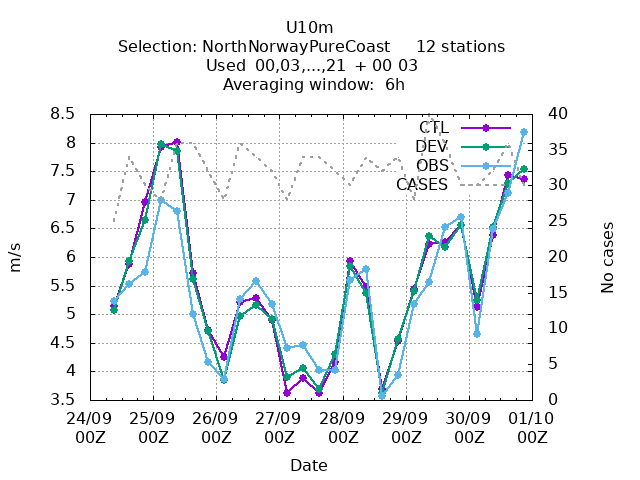 U10m
Selection: NorthNorwayPureCoast 12 stations
Used 00,03,...,21 + 00 03
Averaging window: 6h
8.5
8
7.5
7
6.5
6
5.5
5
4.5
4
3.5
m/s
40
35
30
25
20
15
10
5
0
No cases
CTL
DEV
OBS
CASES
24/09 25/09 26/09 27/09 28/09 29/09 30/09 01/10
00Z 00Z 00Z 00Z 00Z 00Z 00Z 00Z
Date